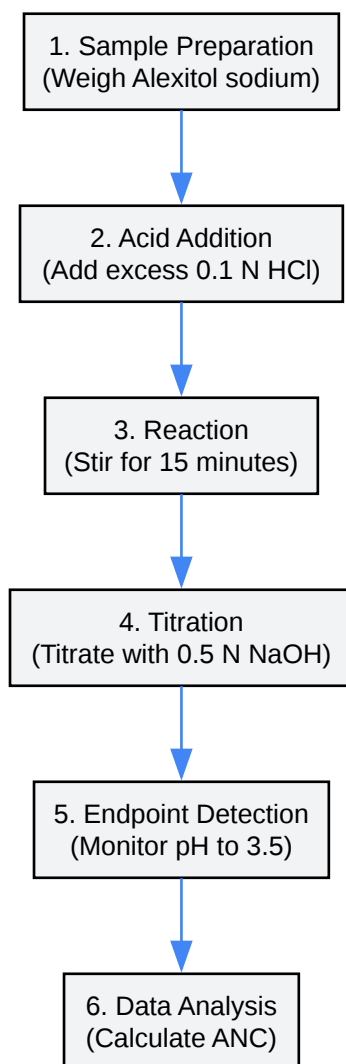 1. Sample Preparation
(Weigh Alexitol sodium)
2. Acid Addition
(Add excess 0.1 N HCl)
3. Reaction
(Stir for 15 minutes)
4. Titration
(Titrate with 0.5 N NaOH)
5. Endpoint Detection
(Monitor pH to 3.5)
6. Data Analysis
(Calculate ANC)